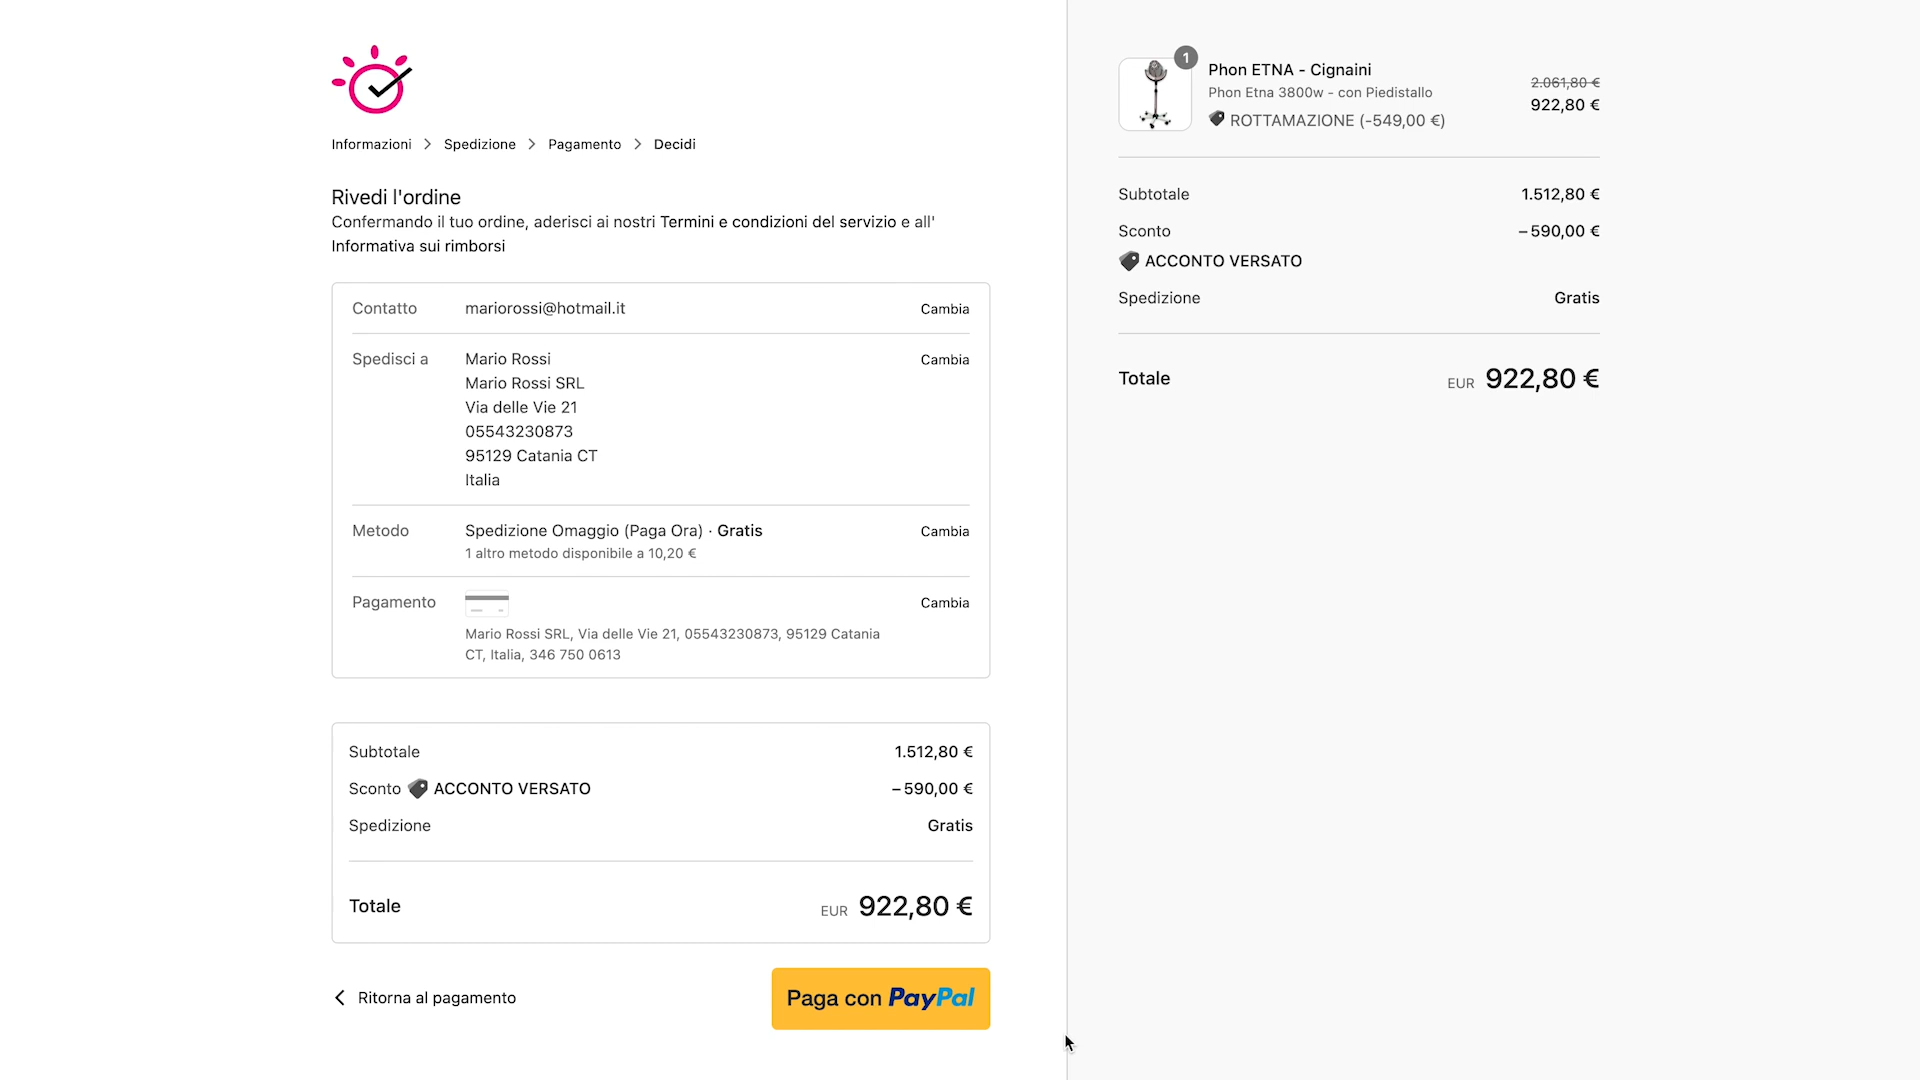 Informazioni > Spedizione > Pagamento > Decidi
Rivedi l'ordine
Confermando il tuo ordine, aderisci ai nostri Termini e condizioni del servizio e all'
Informativa sui rimborsi
Contatto mariorossi@hotmail.it Cambia
Spedisci a Mario Rossi Cambia
Mario Rossi SRL
Via delle Vie 21
05543230873
95129 Catania CT
Italia
Metodo Spedizione Omaggio (Paga Ora) · Gratis Cambia
1 altro metodo disponibile a 10,20 €
Pagamento Cambia
Mario Rossi SRL, Via delle Vie 21, 05543230873, 95129 Catania
CT, Italia, 346 750 0613
Subtotale 1.512,80 €
Sconto ACCONTO VERSATO – 590,00 €
Spedizione Gratis
Totale EUR 922,80 €
Ritorna al pagamento
Paga con PayPal
1
Phon ETNA - Cignaini
Phon Etna 3800w - con Piedistallo
ROTTAMAZIONE (-549,00 €)
2.061,80 €
922,80 €
Subtotale 1.512,80 €
Sconto – 590,00 €
ACCONTO VERSATO
Spedizione Gratis
Totale EUR 922,80 €